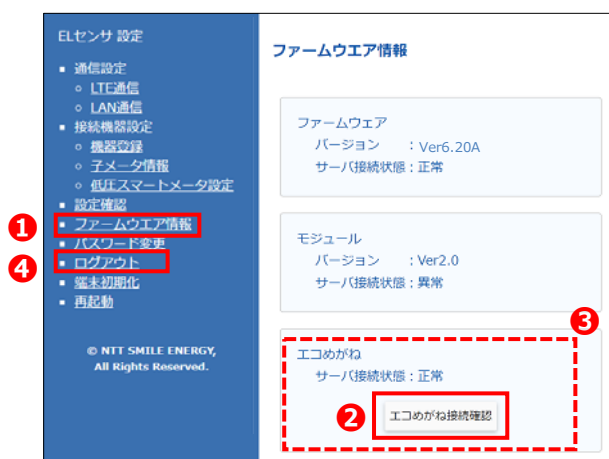 ELセンサ 設定
通信設定
LTE通信
LAN通信
接続機器設定
機器登録
子メータ情報
低圧スマートメータ設定
設定確認
❶ ファームウエア情報
パスワード変更
❹ ログアウト
端末初期化
再起動
© NTT SMILE ENERGY,
All Rights Reserved.
ファームウエア情報
ファームウェア
バージョン : Ver6.20A
サーバ接続状態 : 正常
モジュール
バージョン : Ver2.0
サーバ接続状態 : 異常
❸
エコめがね
サーバ接続状態 : 正常
❷ エコめがね接続確認